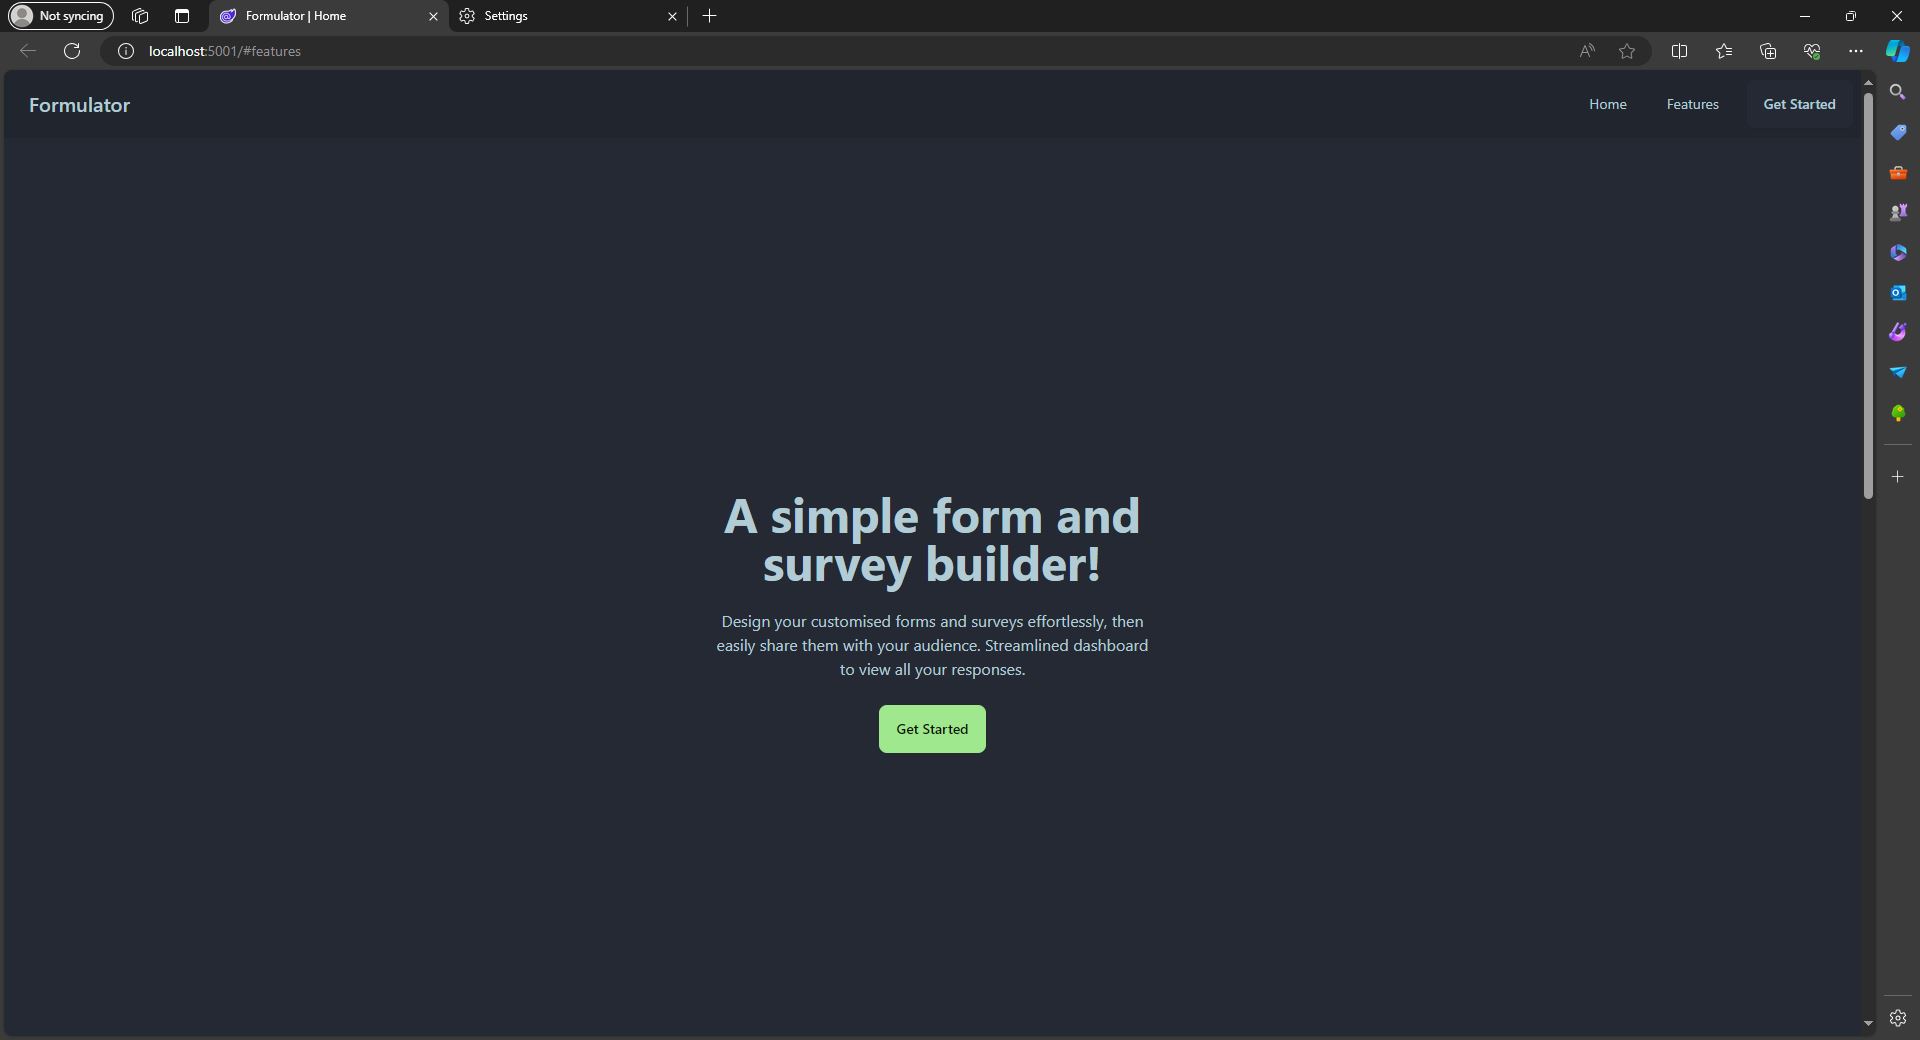 Not syncing
Formulator | Home
Settings
localhost:5001/#features
Formulator
Home
Features
Get Started
A simple form and
survey builder!
Design your customised forms and surveys effortlessly, then
easily share them with your audience. Streamlined dashboard
to view all your responses.
Get Started